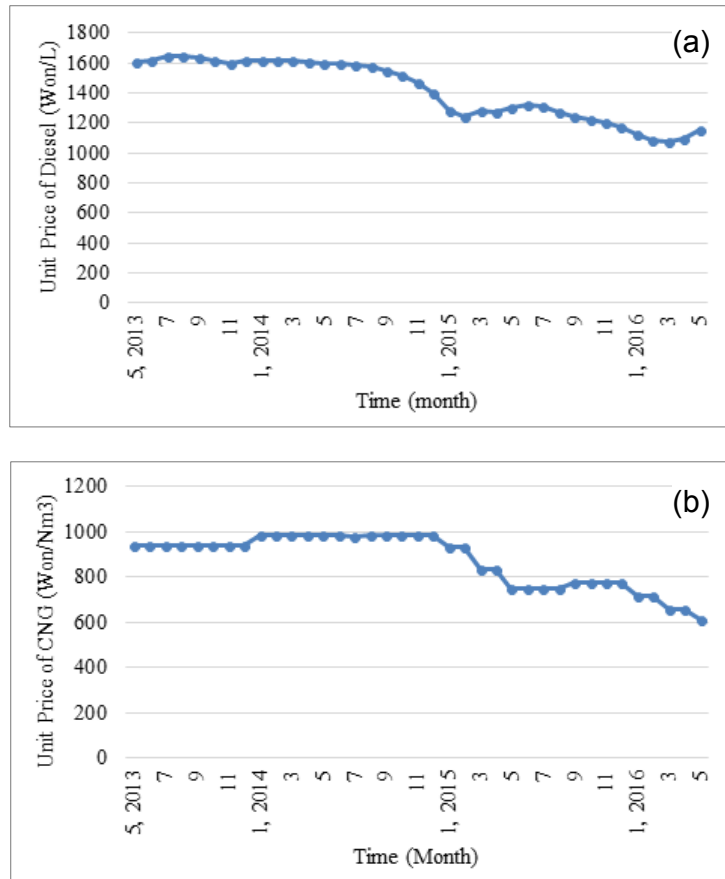 (a)
Unit Price of Diesel (Won/L)
1800
1600
1400
1200
1000
800
600
400
200
0
5, 2013 7 9 11 1, 2014 3 5 7 9 11 1, 2015 3 5 7 9 11 1, 2016 3 5
Time (month)
(b)
Unit Price of CNG (Won/Nm3)
1200
1000
800
600
400
200
0
5, 2013 7 9 11 1, 2014 3 5 7 9 11 1, 2015 3 5 7 9 11 1, 2016 3 5
Time (Month)